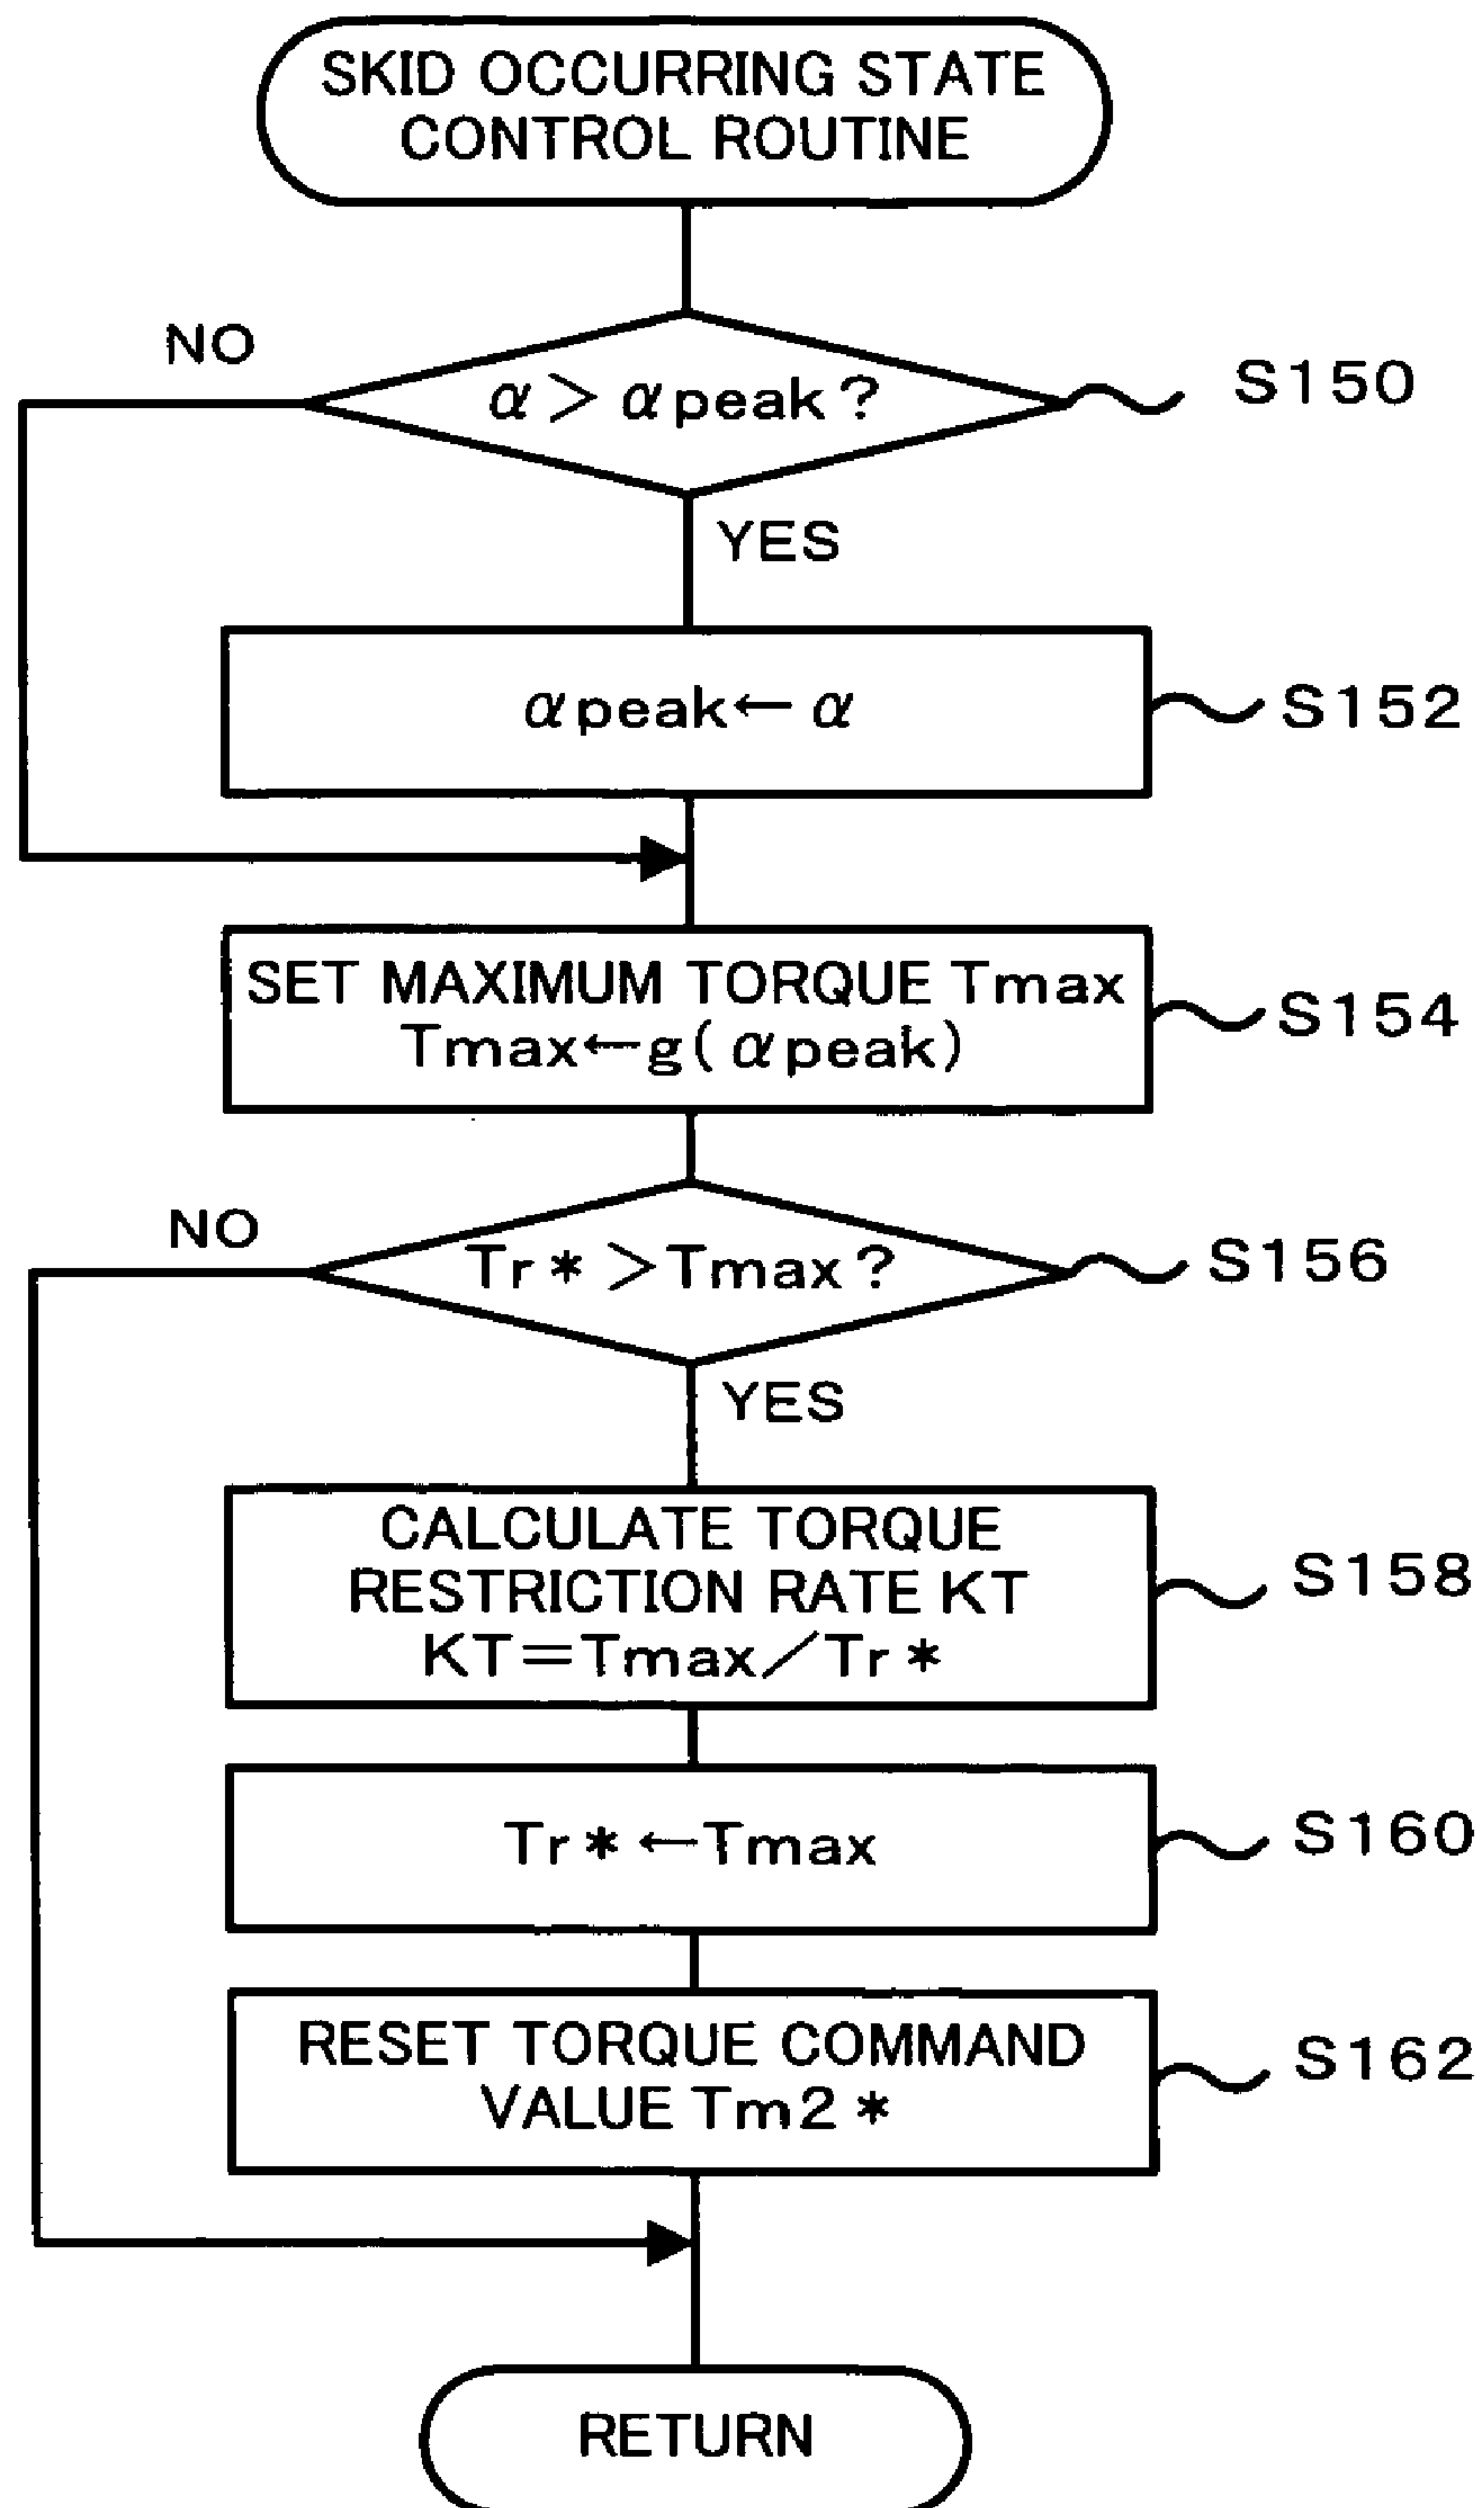 SKID OCCURRING STATE
CONTROL ROUTINE
NO
α > αpeak?
S150
YES
αpeak← α
S152
SET MAXIMUM TORQUE Tmax
Tmax←g(αpeak)
S154
NO
Tr* >Tmax?
S156
YES
CALCULATE TORQUE
RESTRICTION RATE KT
KT=Tmax/Tr*
S158
Tr*←Tmax
S160
RESET TORQUE COMMAND
VALUE Tm2*
S162
RETURN